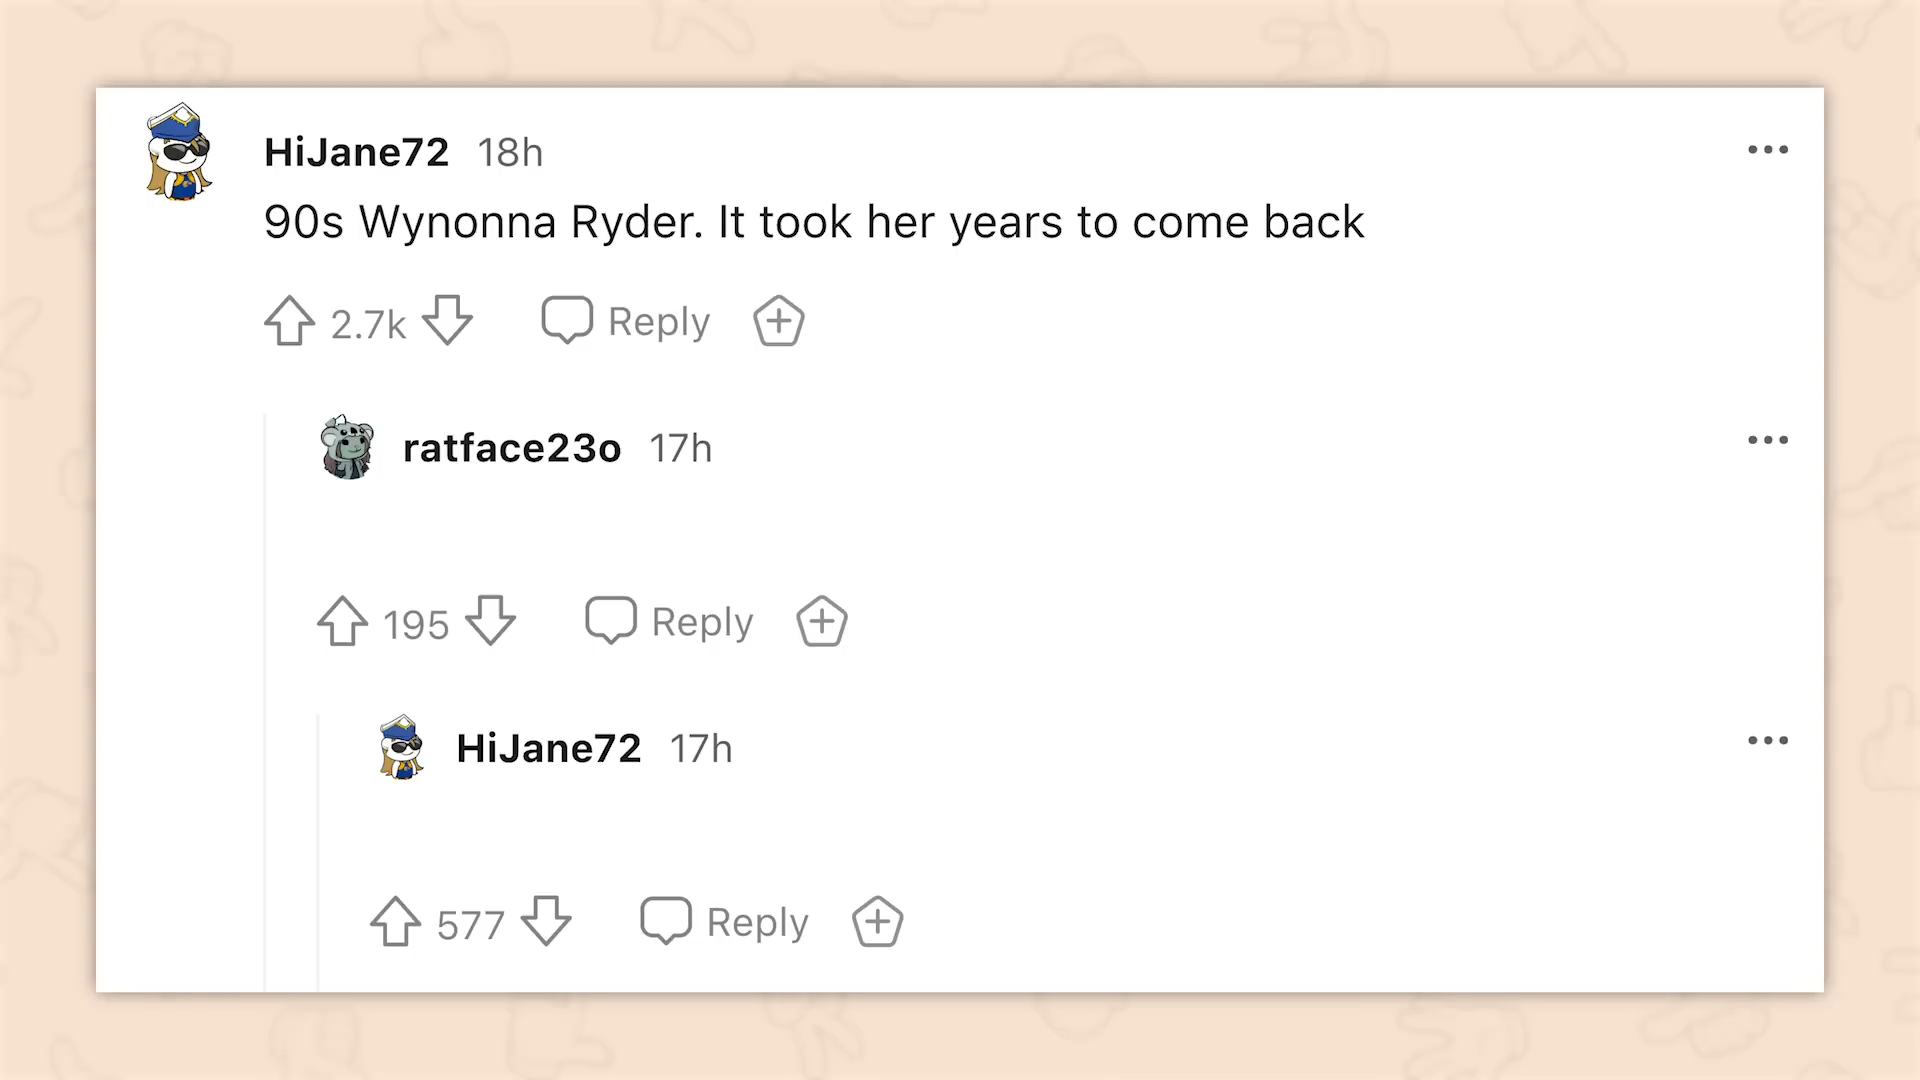 HiJane72 18h
90s Wynonna Ryder. It took her years to come back
2.7k Reply
ratface23o 17h
195 Reply
HiJane72 17h
577 Reply